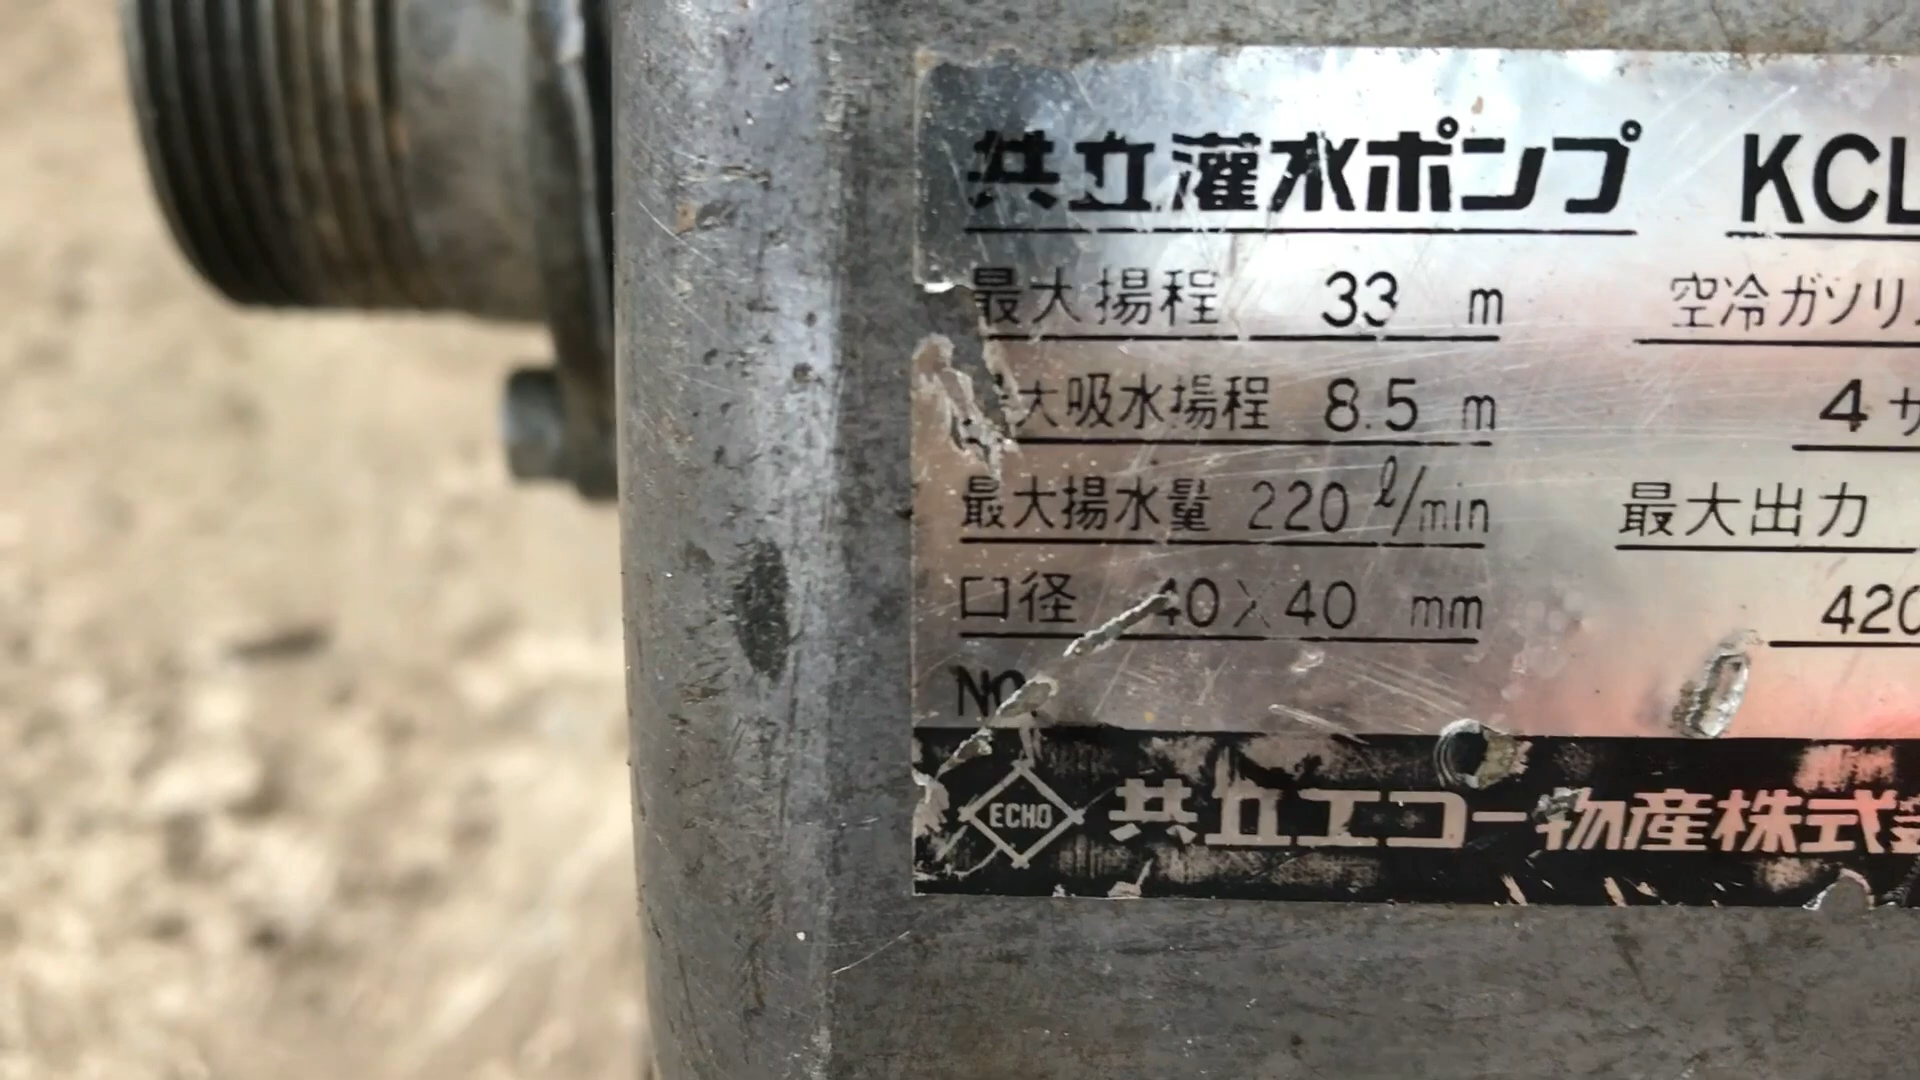 共立灌水ポンプ KCL
最大揚程 33 m 空冷ガソリ
大吸水揚程 8.5 m 4サ
最大揚水量 220 ℓ/min 最大出力
口径 40×40 mm 420
No.
ECHO 共立エコー物産株式